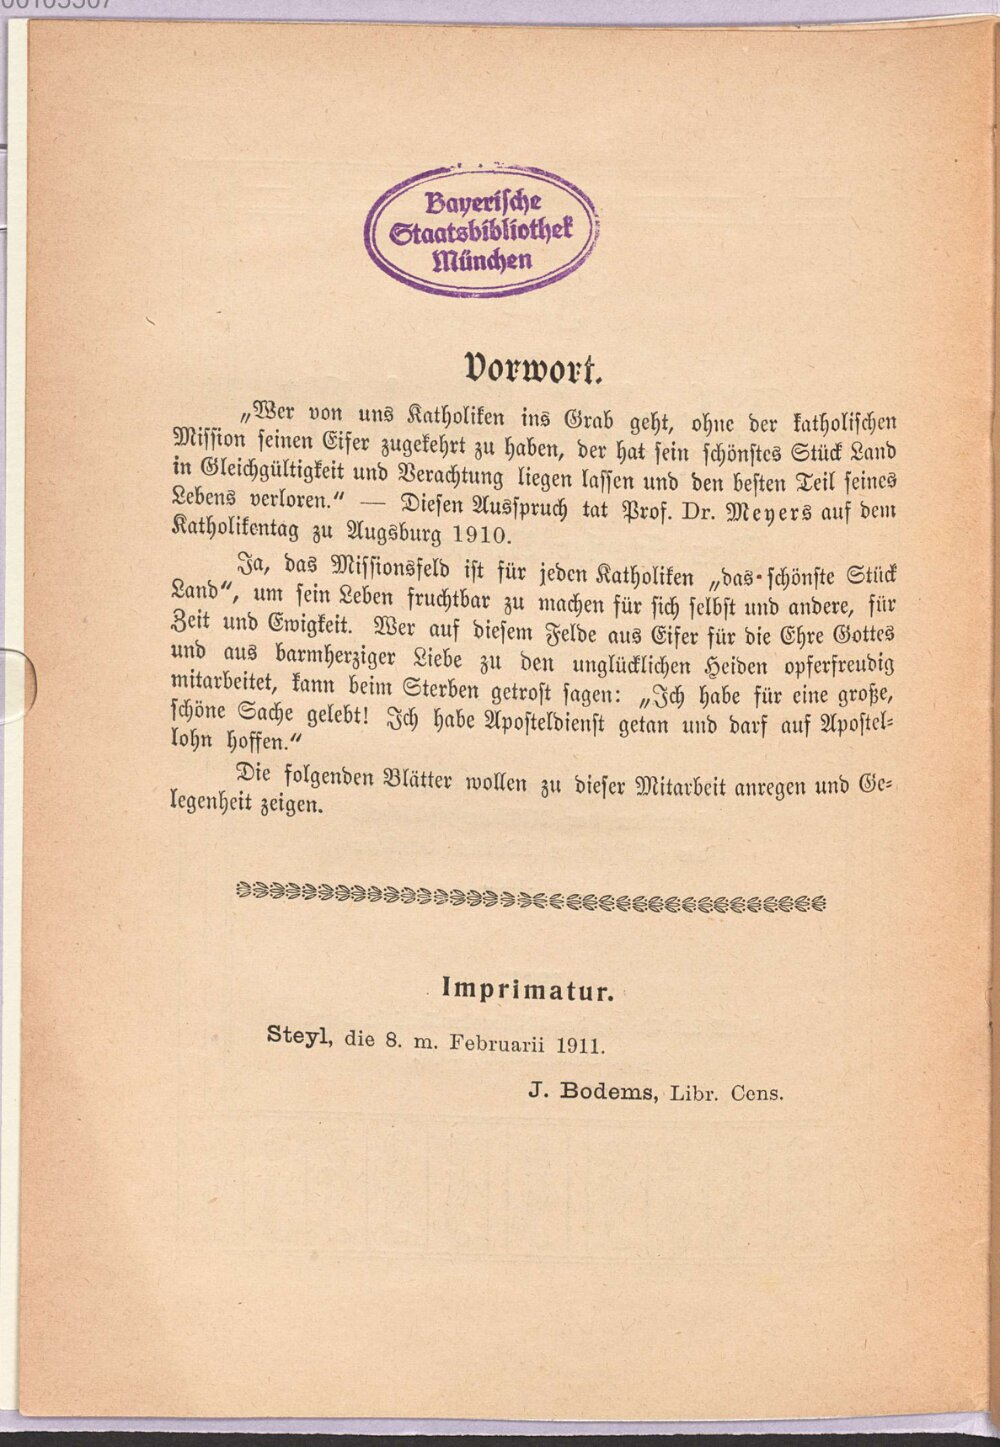 Bayerische
Staatsbibliothek
München
Vorwort.
„Wer von uns Katholiken ins Grab geht, ohne der katholischen
Mission seinen Eifer zugekehrt zu haben, der hat sein schönstes Stück Land
in Gleichgültigkeit und Verachtung liegen lassen und den besten Teil seines
Lebens verloren.“ — Diesen Ausspruch tat Prof. Dr. Meyers auf dem
Katholikentag zu Augsburg 1910.
Ja, das Missionsfeld ist für jeden Katholiken „das schönste Stück
Land“, um sein Leben fruchtbar zu machen für sich selbst und andere, für
Zeit und Ewigkeit. Wer auf diesem Felde aus Eifer für die Ehre Gottes
und aus barmherziger Liebe zu den unglücklichen Heiden opferfreudig
mitarbeitet, kann beim Sterben getrost sagen: „Ich habe für eine große,
schöne Sache gelebt! Ich habe Aposteldienst getan und darf auf Apostel-
lohn hoffen.“
Die folgenden Blätter wollen zu dieser Mitarbeit anregen und Ge-
legenheit zeigen.
Imprimatur.
Steyl, die 8. m. Februarii 1911.
J. Bodems, Libr. Cens.